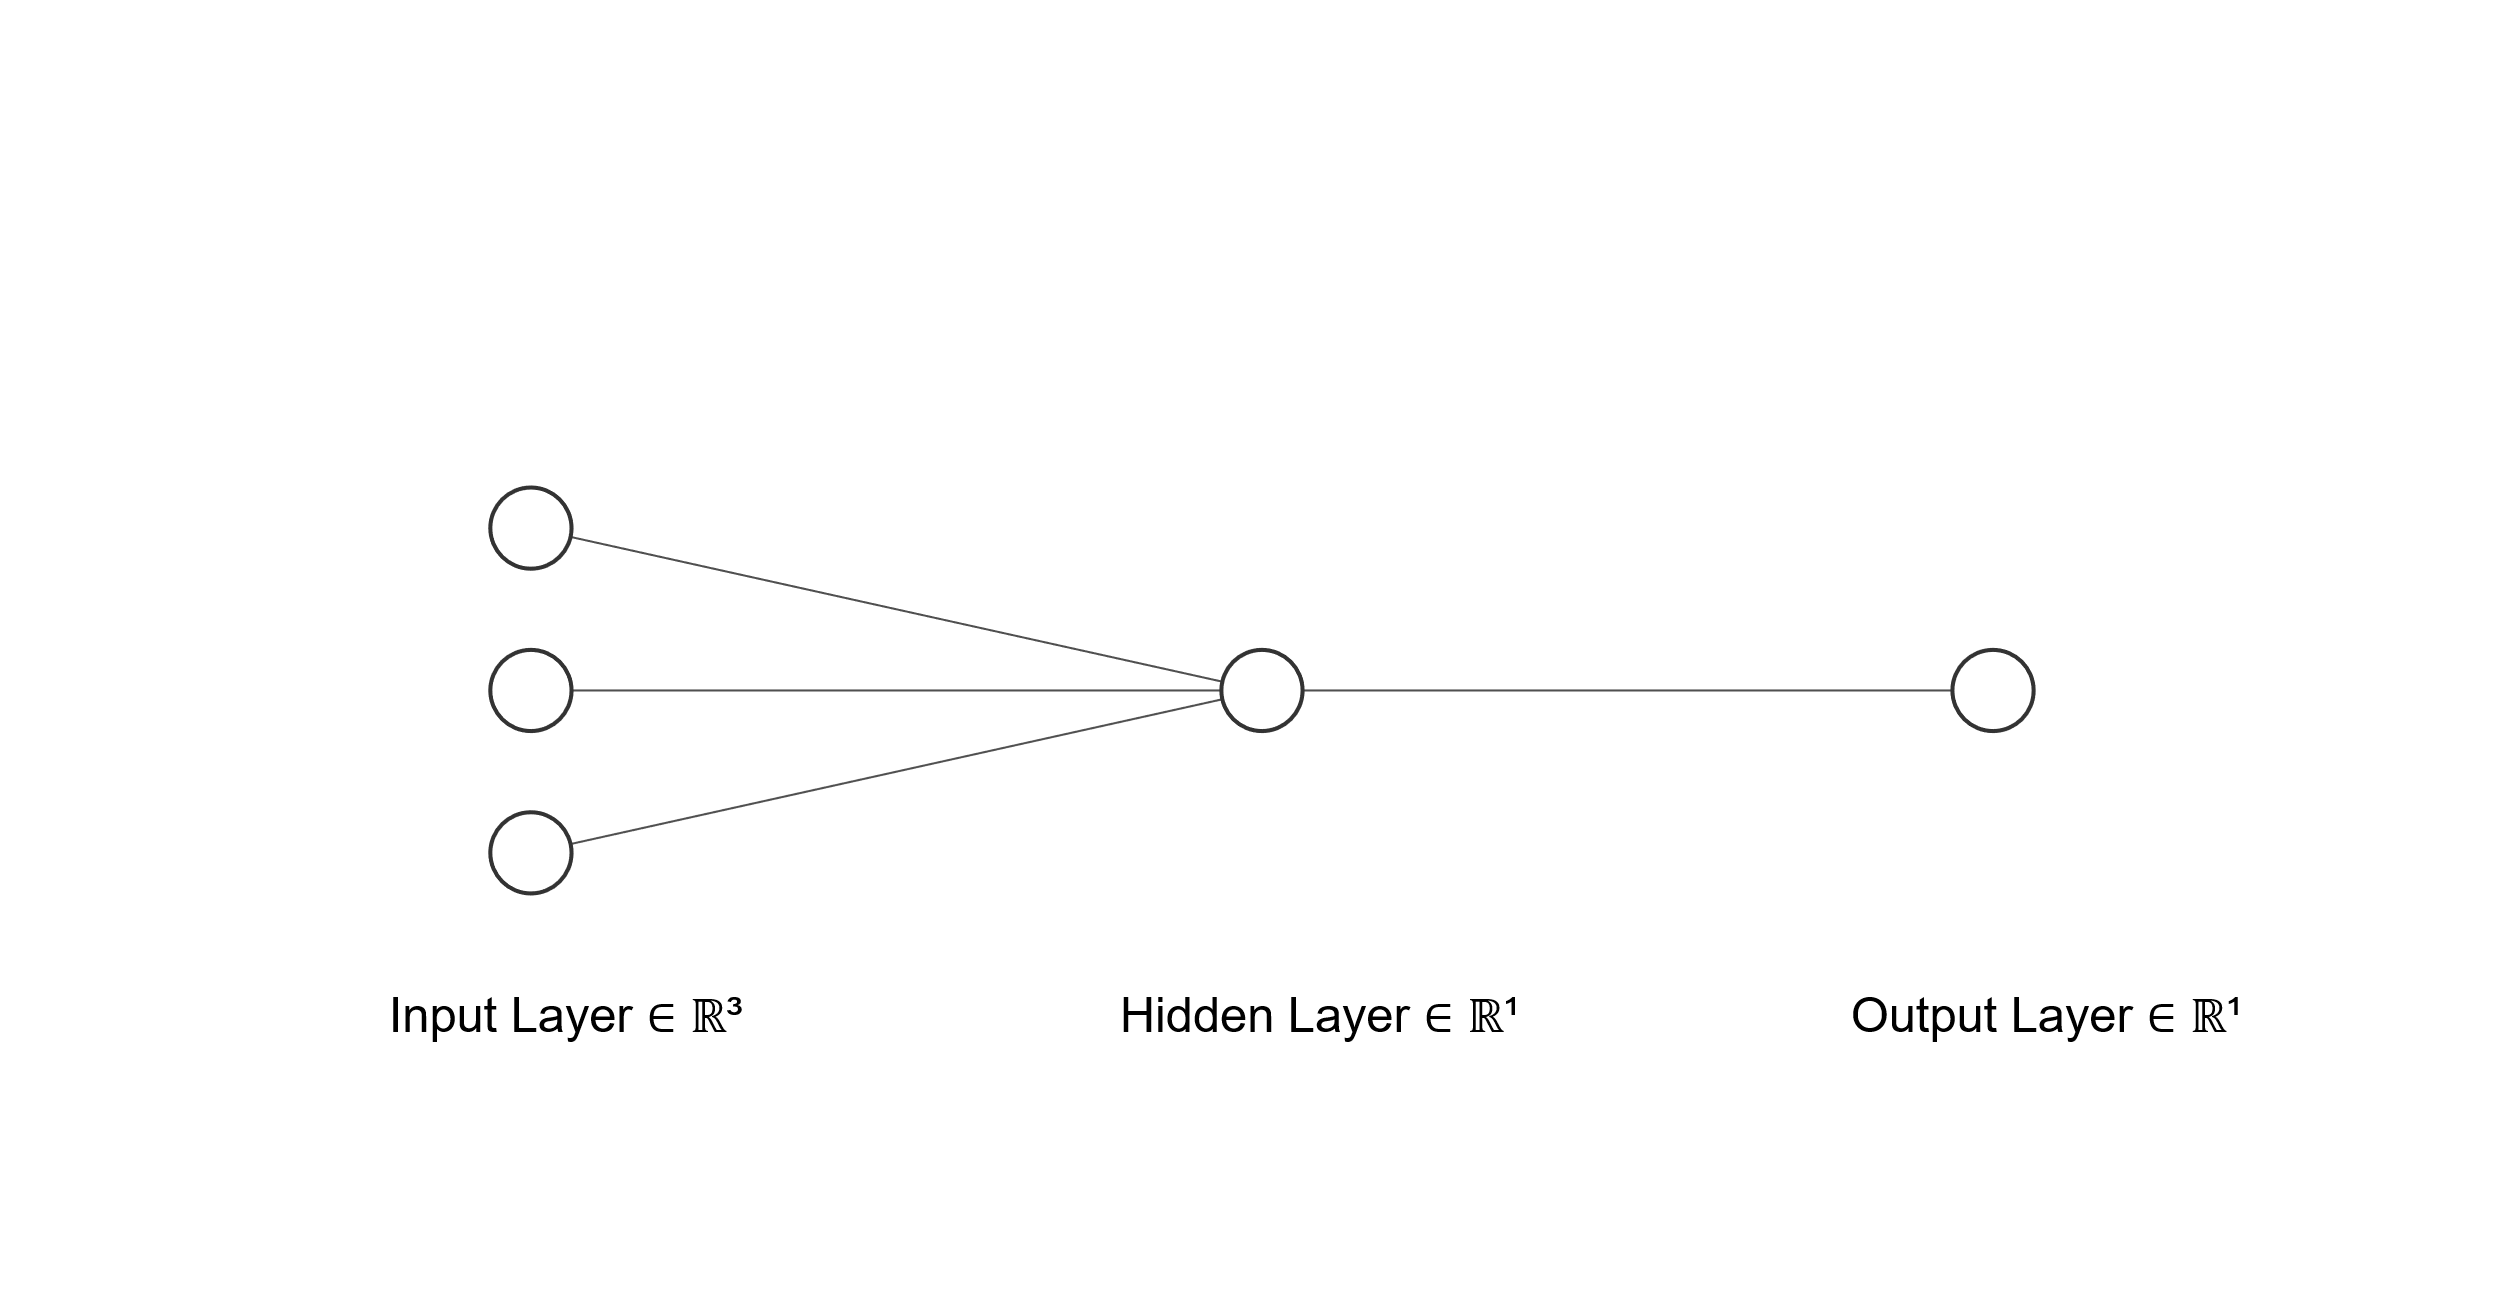 Input Layer ∈ ℝ³
Hidden Layer ∈ ℝ¹
Output Layer ∈ ℝ¹